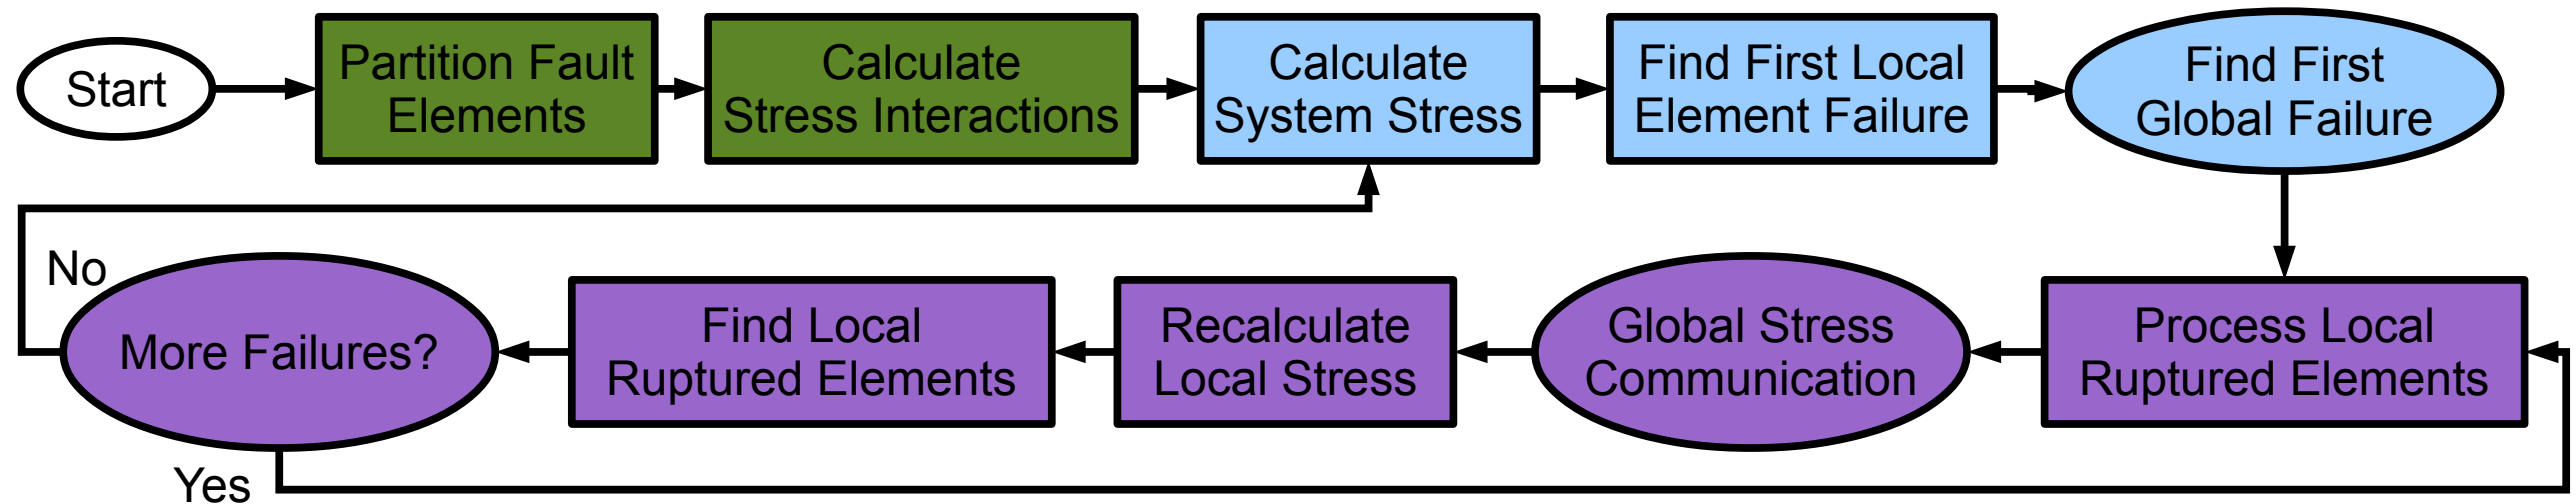 Start
Partition Fault
Elements
Calculate
Stress Interactions
Calculate
System Stress
Find First Local
Element Failure
Find First
Global Failure
No
More Failures?
Find Local
Ruptured Elements
Recalculate
Local Stress
Global Stress
Communication
Process Local
Ruptured Elements
Yes